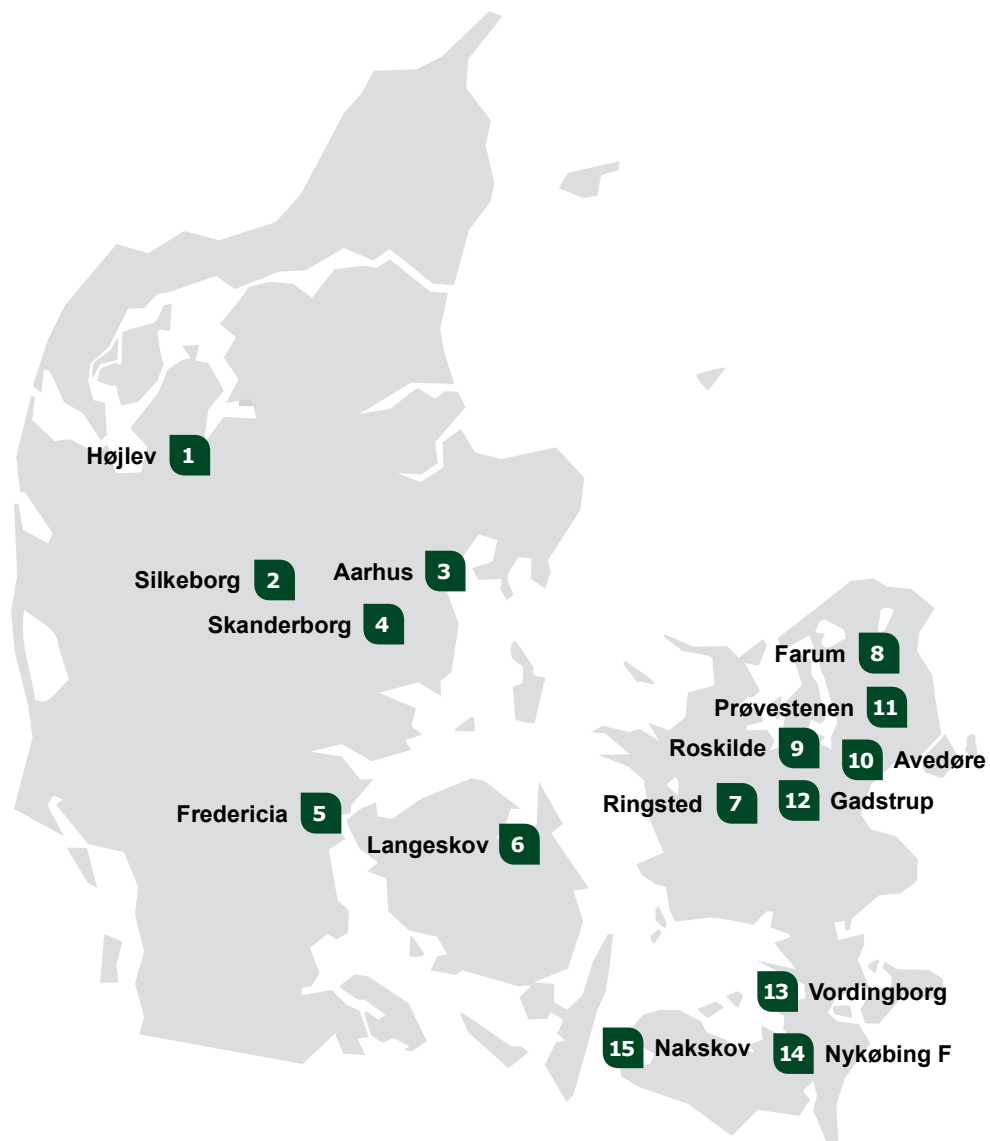 Højlev 1
Silkeborg 2
Aarhus 3
Skanderborg 4
Fredericia 5
Langeskov 6
Farum 8
Prøvestenen 11
Roskilde 9
10 Avedøre
Ringsted 7
12 Gadstrup
13 Vordingborg
15 Nakskov
14 Nykøbing F